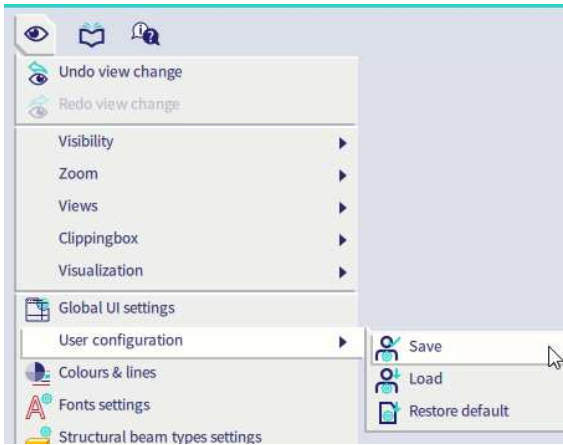 Undo view change
Redo view change
Visibility
Zoom
Views
Clippingbox
Visualization
Global UI settings
User configuration
Save
Colours & lines
Load
Fonts settings
Restore default
Structural beam types settings